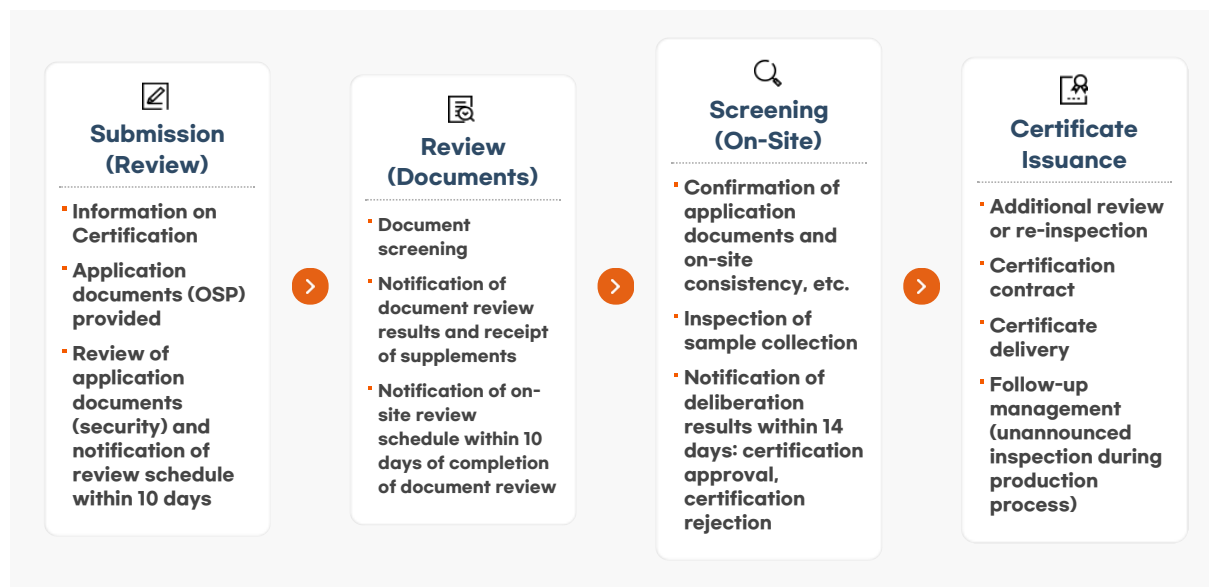 Submission
(Review)
Information on
Certification
Application
documents (OSP)
provided
Review of
application
documents
(security) and
notification of
review schedule
within 10 days
Review
(Documents)
Document
screening
Notification of
document review
results and receipt
of supplements
Notification of on-
site review
schedule within 10
days of completion
of document review
Screening
(On-Site)
Confirmation of
application
documents and
on-site
consistency, etc.
Inspection of
sample collection
Notification of
deliberation
results within 14
days: certification
approval,
certification
rejection
Certificate
Issuance
Additional review
or re-inspection
Certification
contract
Certificate
delivery
Follow-up
management
(unannounced
inspection during
production
process)